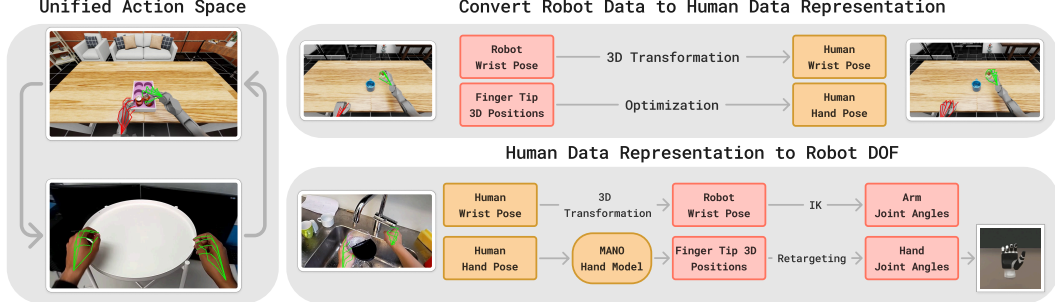 Unified Action Space
Convert Robot Data to Human Data Representation
Robot
Wrist Pose
3D Transformation
Human
Wrist Pose
Finger Tip
3D Positions
Optimization
Human
Hand Pose
Human Data Representation to Robot DOF
Human
Wrist Pose
3D
Transformation
Robot
Wrist Pose
IK
Arm
Joint Angles
Human
Hand Pose
MANO
Hand Model
Finger Tip 3D
Positions
Retargeting
Hand
Joint Angles